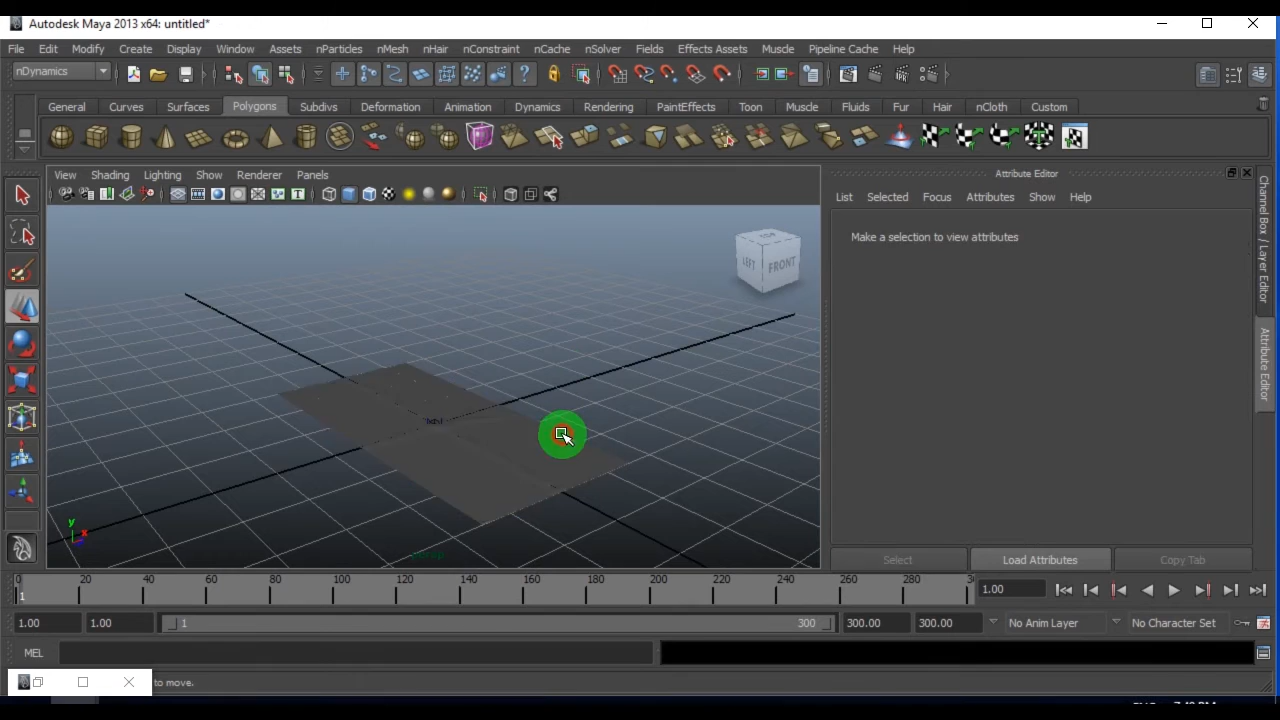 Autodesk Maya 2013 x64: untitled*
File Edit Modify Create Display Window Assets nParticles nMesh nHair nConstraint nCache nSolver Fields Effects Assets Muscle Pipeline Cache Help
nDynamics
General Curves Surfaces Polygons Subdivs Deformation Animation Dynamics Rendering PaintEffects Toon Muscle Fluids Fur Hair nCloth Custom
View Shading Lighting Show Renderer Panels
Attribute Editor
List Selected Focus Attributes Show Help
Make a selection to view attributes
TOP
LEFT FRONT
Channel Box / Layer Editor
Attribute Editor
y
x
persp
Select Load Attributes Copy Tab
0 20 40 60 80 100 120 140 160 180 200 220 240 260 280
1
1.00
1.00 1.00 1 300 300.00 300.00 No Anim Layer No Character Set
MEL
to move.